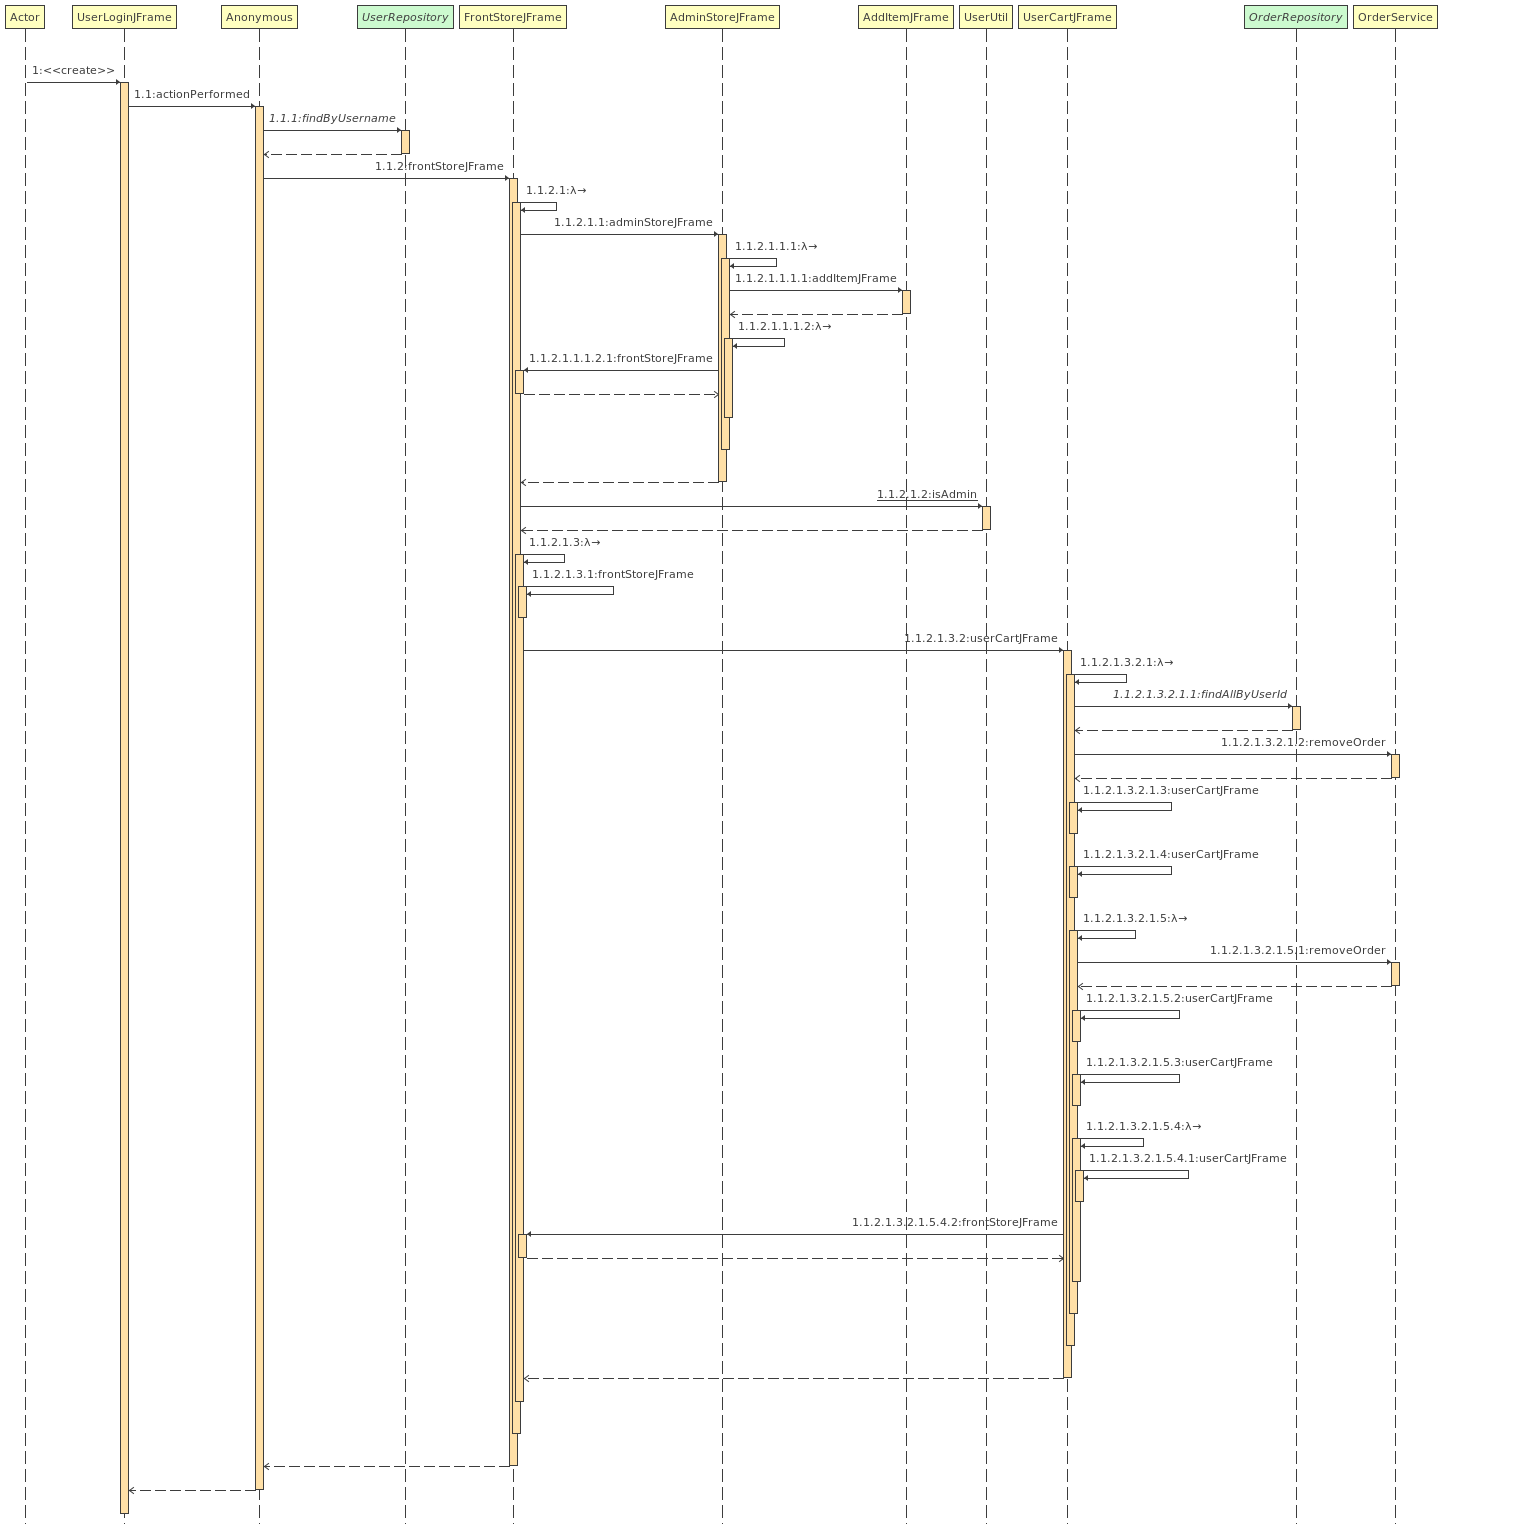 Actor UserLoginJFrame Anonymous UserRepository FrontStoreJFrame AdminStoreJFrame AddItemJFrame UserUtil UserCartJFrame OrderRepository OrderService
1:<<create>>
1.1:actionPerformed
1.1.1:findByUsername
1.1.2:frontStoreJFrame
1.1.2.1:λ→
1.1.2.1.1:adminStoreJFrame
1.1.2.1.1.1:λ→
1.1.2.1.1.1.1:addItemJFrame
1.1.2.1.1.1.2:λ→
1.1.2.1.1.1.2.1:frontStoreJFrame
1.1.2.1.2:isAdmin
1.1.2.1.3:λ→
1.1.2.1.3.1:frontStoreJFrame
1.1.2.1.3.2:userCartJFrame
1.1.2.1.3.2.1:λ→
1.1.2.1.3.2.1.1:findAllByUserId
1.1.2.1.3.2.1.2:removeOrder
1.1.2.1.3.2.1.3:userCartJFrame
1.1.2.1.3.2.1.4:userCartJFrame
1.1.2.1.3.2.1.5:λ→
1.1.2.1.3.2.1.5.1:removeOrder
1.1.2.1.3.2.1.5.2:userCartJFrame
1.1.2.1.3.2.1.5.3:userCartJFrame
1.1.2.1.3.2.1.5.4:λ→
1.1.2.1.3.2.1.5.4.1:userCartJFrame
1.1.2.1.3.2.1.5.4.2:frontStoreJFrame